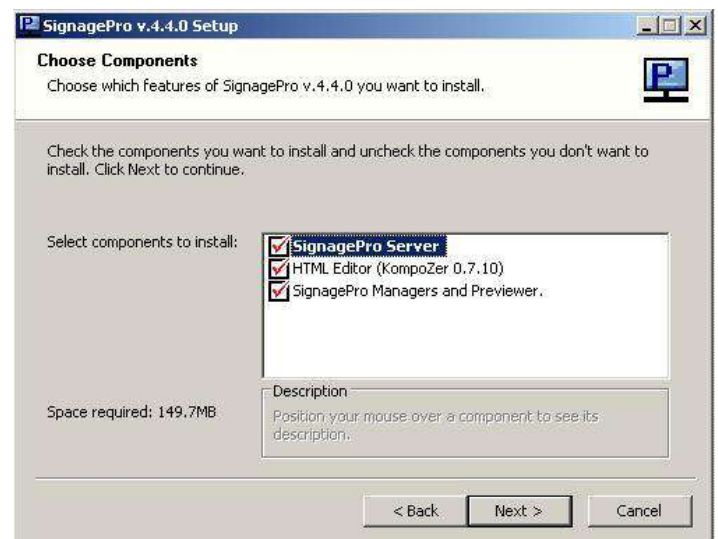 SignagePro v.4.4.0 Setup
Choose Components
Choose which features of SignagePro v.4.4.0 you want to install.
P
Check the components you want to install and uncheck the components you don't want to
install. Click Next to continue.
Select components to install:
SignagePro Server
HTML Editor (KompoZer 0.7.10)
SignagePro Managers and Previewer.
Space required: 149.7MB
Description
Position your mouse over a component to see its
description.
< Back
Next >
Cancel